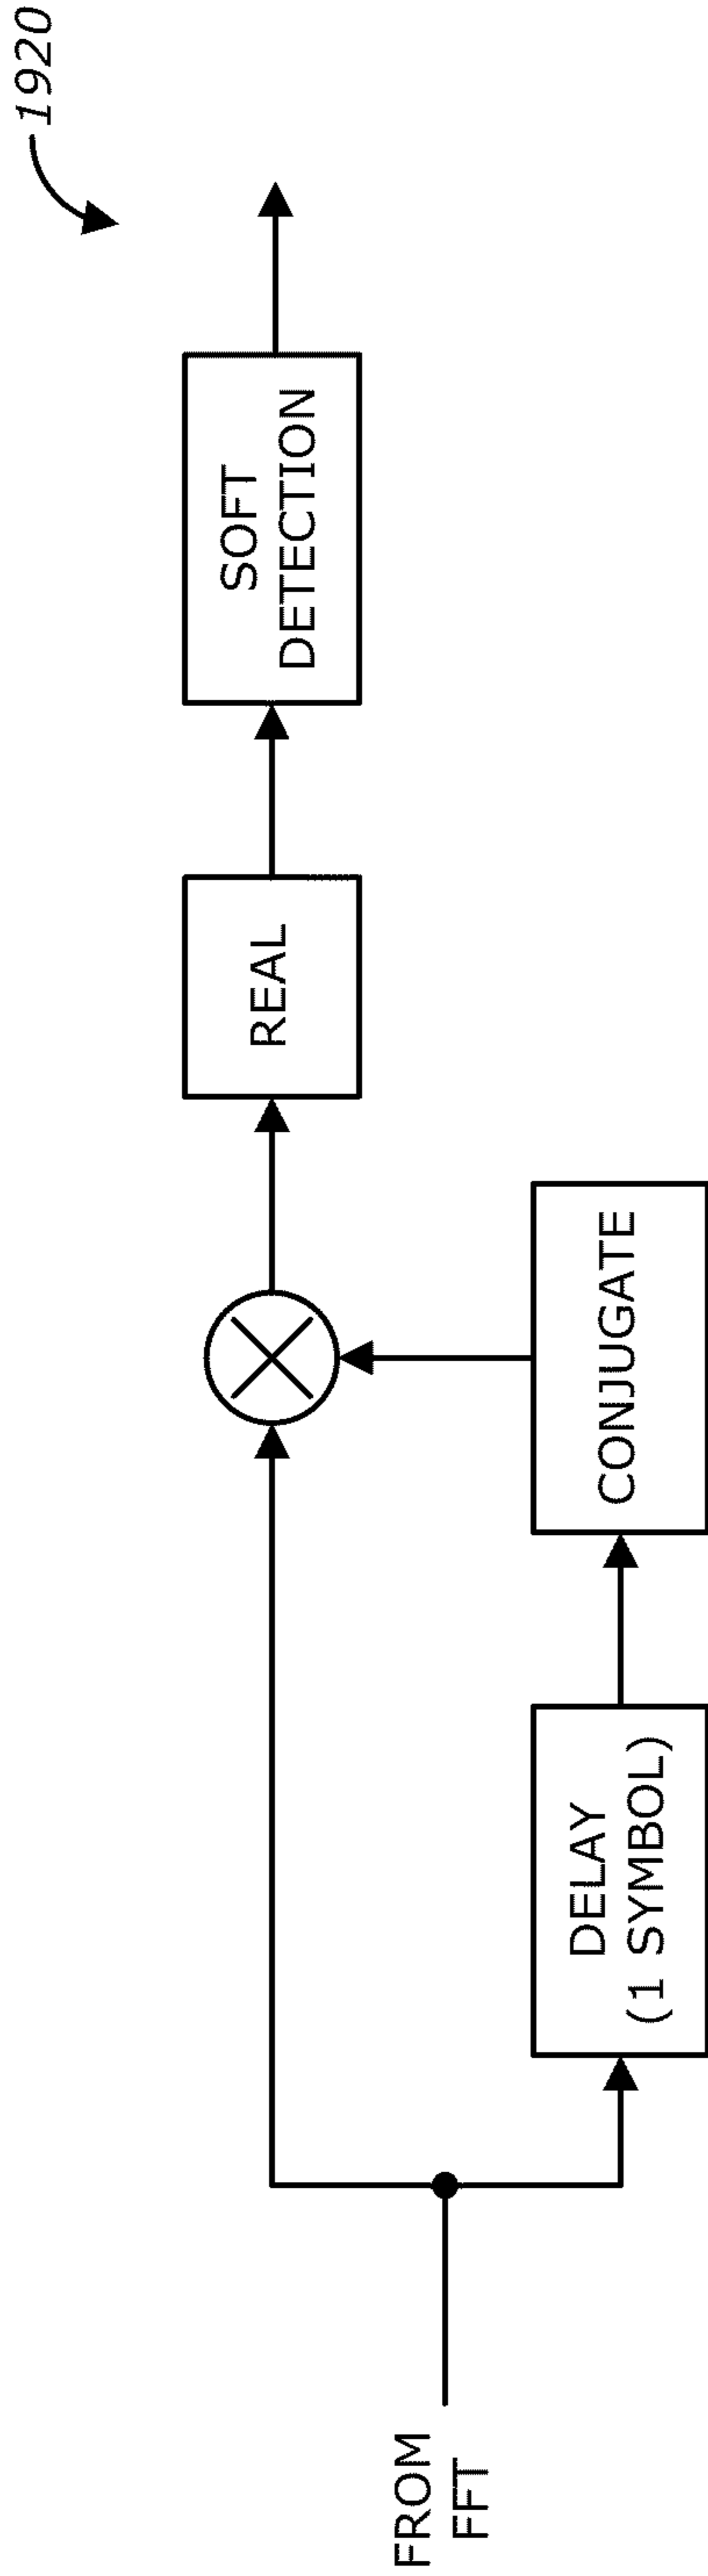 1920
FROM
FFT
DELAY
(1 SYMBOL)
CONJUGATE
REAL
SOFT
DETECTION